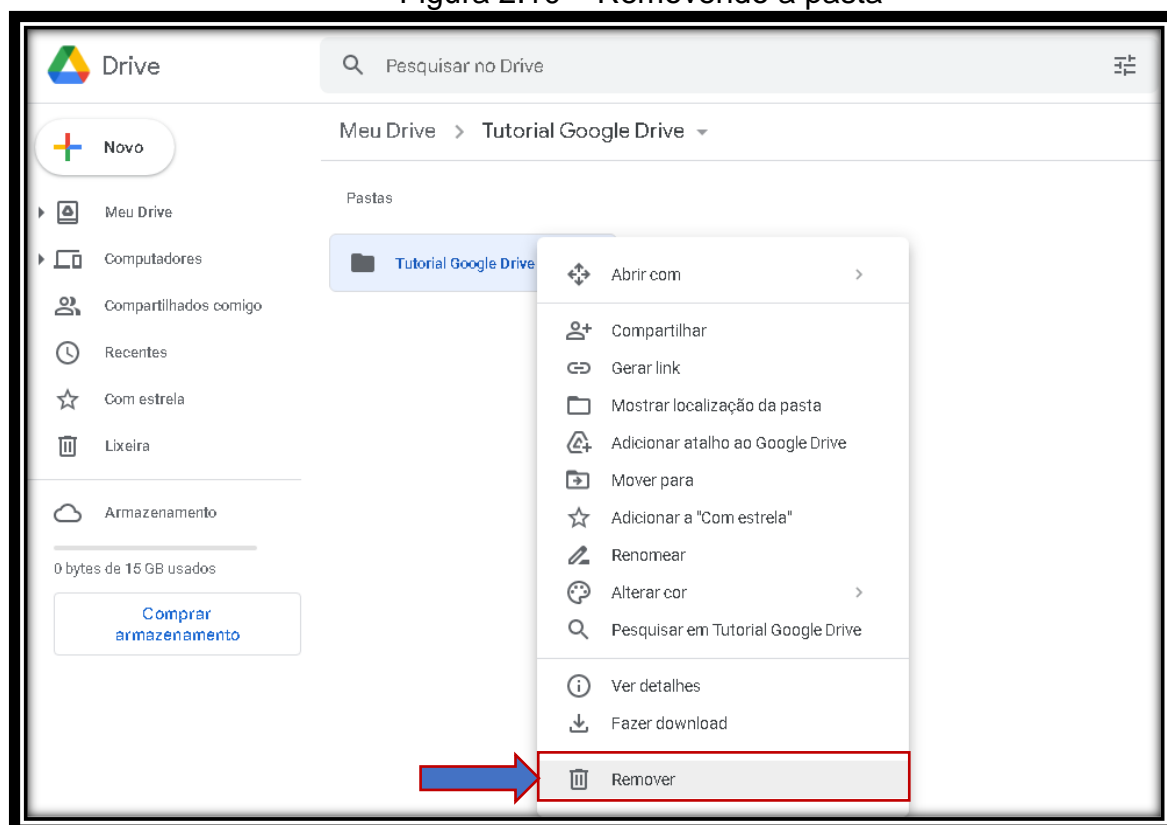 Drive
Pesquisar no Drive
Novo
Meu Drive > Tutorial Google Drive
Meu Drive
Computadores
Compartilhados comigo
Recentes
Com estrela
Lixeira
Armazenamento
0 bytes de 15 GB usados
Comprar
armazenamento
Pastas
Tutorial Google Drive
Abrir com
Compartilhar
Gerar link
Mostrar localização da pasta
Adicionar atalho ao Google Drive
Mover para
Adicionar a "Com estrela"
Renomear
Alterar cor
Pesquisar em Tutorial Google Drive
Ver detalhes
Fazer download
Remover